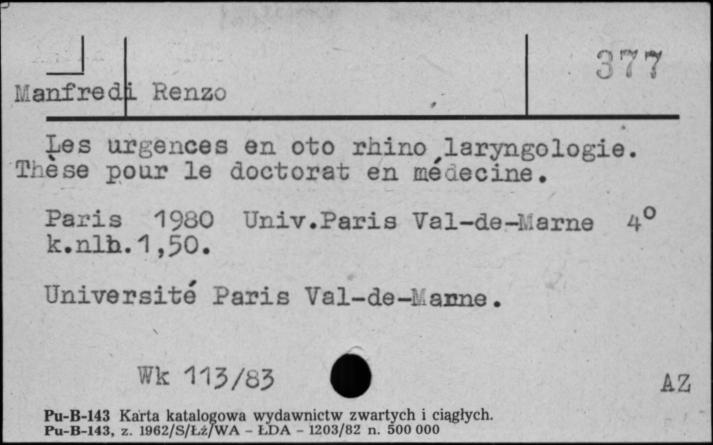 377
Manfredi Renzo
Les urgences en oto rhino laryngologie.
Thèse pour le doctorat en médecine.
Paris 1980 Univ.Paris Val-de-Marne 4°
k.nlb.1,50.
Université Paris Val-de-Marne.
Wk 113/83
AZ
Pu-B-143 Karta katalogowa wydawnictw zwartych i ciągłych.
Pu-B-143, z. 1962/S/Łż/WA - ŁDA - 1203/82 n. 500 000